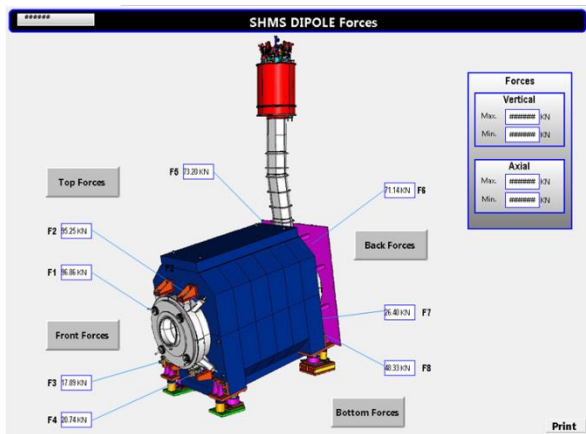 ######
SHMS DIPOLE Forces
Forces
Vertical
Max. ###### KN
Min. ###### KN
Axial
Max. ###### KN
Min. ###### KN
Top Forces
F5 73.20 KN
71.14 KN F6
F2 95.25 KN
Back Forces
F1 96.86 KN
Front Forces
26.40 KN F7
F3 17.89 KN
48.33 KN F8
F4 20.74 KN
Bottom Forces
Print